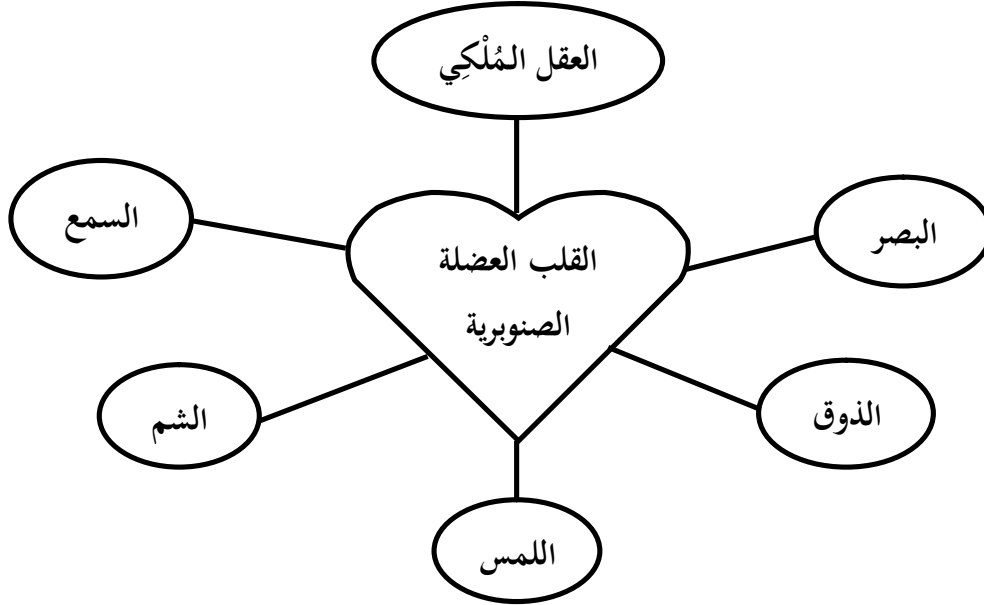 العقل المُلْكِي
السمع
البصر
القلب العضلة
الصنوبرية
الشم
الذوق
اللمس